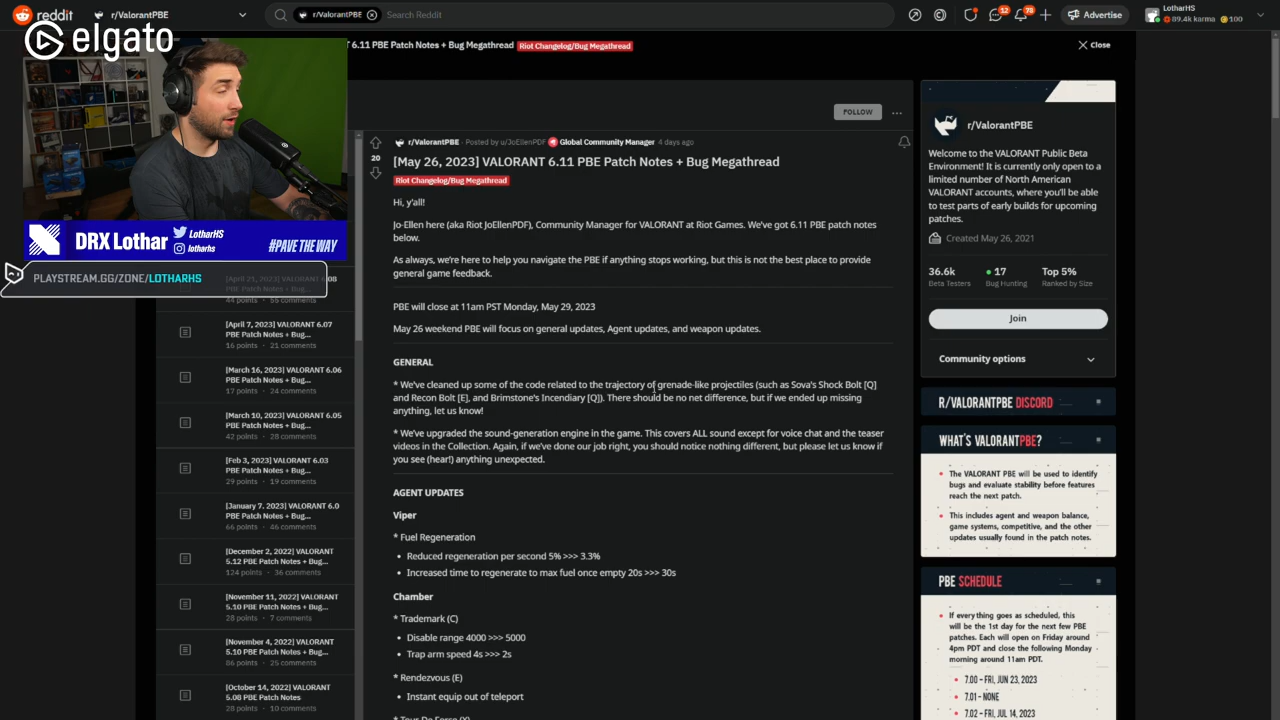 reddit
r/ValorantPBE
r/ValorantPBE
Search Reddit
12
78
Advertise
LotharHS
89.4k karma
100
elgato
6.11 PBE Patch Notes + Bug Megathread
Riot Changelog/Bug Megathread
Close
FOLLOW
20
r/ValorantPBE · Posted by u/JoEllenPDF Global Community Manager 4 days ago
[May 26, 2023] VALORANT 6.11 PBE Patch Notes + Bug Megathread
Riot Changelog/Bug Megathread
Hi, y'all!
Jo-Ellen here (aka Riot JoEllenPDF), Community Manager for VALORANT at Riot Games. We've got 6.11 PBE patch notes
below.
As always, we're here to help you navigate the PBE if anything stops working, but this is not the best place to provide
general game feedback.
PBE will close at 11am PST Monday, May 29, 2023
May 26 weekend PBE will focus on general updates, Agent updates, and weapon updates.
GENERAL
* We've cleaned up some of the code related to the trajectory of grenade-like projectiles (such as Sova's Shock Bolt [Q]
and Recon Bolt [E], and Brimstone's Incendiary [Q]). There should be no net difference, but if we ended up missing
anything, let us know!
* We've upgraded the sound-generation engine in the game. This covers ALL sound except for voice chat and the teaser
videos in the Collection. Again, if we've done our job right, you should notice nothing different, but please let us know if
you see (hear!) anything unexpected.
AGENT UPDATES
Viper
* Fuel Regeneration
• Reduced regeneration per second 5% >>> 3.3%
• Increased time to regenerate to max fuel once empty 20s >>> 30s
Chamber
* Trademark (C)
• Disable range 4000 >>> 5000
• Trap arm speed 4s >>> 2s
* Rendezvous (E)
• Instant equip out of teleport
* Tour De Force (X)
DRX Lothar
LotharHS
lotharhs
#PAVE THE WAY
PLAYSTREAM.GG/ZONE/LOTHARHS
[April 21, 2023] VALORANT 6.08
PBE Patch Notes + Bug...
44 points · 55 comments
[April 7, 2023] VALORANT 6.07
PBE Patch Notes + Bug...
16 points · 21 comments
[March 16, 2023] VALORANT 6.06
PBE Patch Notes + Bug...
17 points · 24 comments
[March 10, 2023] VALORANT 6.05
PBE Patch Notes + Bug...
42 points · 28 comments
[Feb 3, 2023] VALORANT 6.03
PBE Patch Notes + Bug...
29 points · 19 comments
[January 7, 2023] VALORANT 6.0
PBE Patch Notes + Bug...
66 points · 46 comments
[December 2, 2022] VALORANT
5.12 PBE Patch Notes + Bug...
124 points · 36 comments
[November 11, 2022] VALORANT
5.10 PBE Patch Notes + Bug...
28 points · 7 comments
[November 4, 2022] VALORANT
5.10 PBE Patch Notes + Bug...
86 points · 25 comments
[October 14, 2022] VALORANT
5.08 PBE Patch Notes
28 points · 10 comments
r/ValorantPBE
Welcome to the VALORANT Public Beta
Environment! It is currently only open to a
limited number of North American
VALORANT accounts, where you'll be able
to test parts of early builds for upcoming
patches.
Created May 26, 2021
36.6k
Beta Testers
17
Bug Hunting
Top 5%
Ranked by Size
Join
Community options
R/VALORANTPBE DISCORD
WHAT'S VALORANTPBE?
• The VALORANT PBE will be used to identify
bugs and evaluate stability before features
reach the next patch.
• This includes agent and weapon balance,
game systems, competitive, and the other
updates usually found in the patch notes.
PBE SCHEDULE
• If everything goes as scheduled, this
will be the 1st day for the next few PBE
patches. Each will open on Friday around
4pm PDT and close the following Monday
morning around 11am PDT.
• 7.00 - FRI, JUN 23, 2023
• 7.01 - NONE
• 7.02 - FRI, JUL 14, 2023